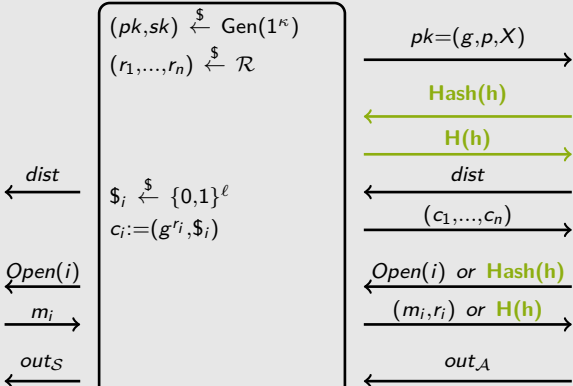 (pk,sk) $← Gen(1^κ)
pk=(g,p,X)
(r_1,...,r_n) $← R
Hash(h)
H(h)
dist
dist
$_i $← {0,1}^ℓ
c_i:=(g^{r_i},$_i)
(c_1,...,c_n)
Open(i)
Open(i) or Hash(h)
m_i
(m_i,r_i) or H(h)
out_S
out_A